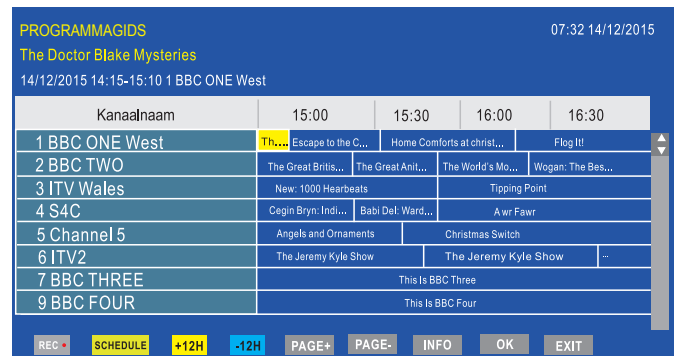 PROGRAMMAGIDS 07:32 14/12/2015
The Doctor Blake Mysteries
14/12/2015 14:15-15:10 1 BBC ONE West
Kanaalnaam 15:00 15:30 16:00 16:30
1 BBC ONE West Th.... Escape to the C... Home Comforts at christ... Flog It!
2 BBC TWO The Great Britis... The Great Anit... The World's Mo... Wogan: The Bes...
3 ITV Wales New: 1000 Hearbeats Tipping Point
4 S4C Cegin Bryn: Indi... Babi Del: Ward... Awr Fawr
5 Channel 5 Angels and Ornaments Christmas Switch
6 ITV2 The Jeremy Kyle Show The Jeremy Kyle Show ...
7 BBC THREE This Is BBC Three
9 BBC FOUR This Is BBC Four
REC SCHEDULE +12H -12H PAGE+ PAGE- INFO OK EXIT